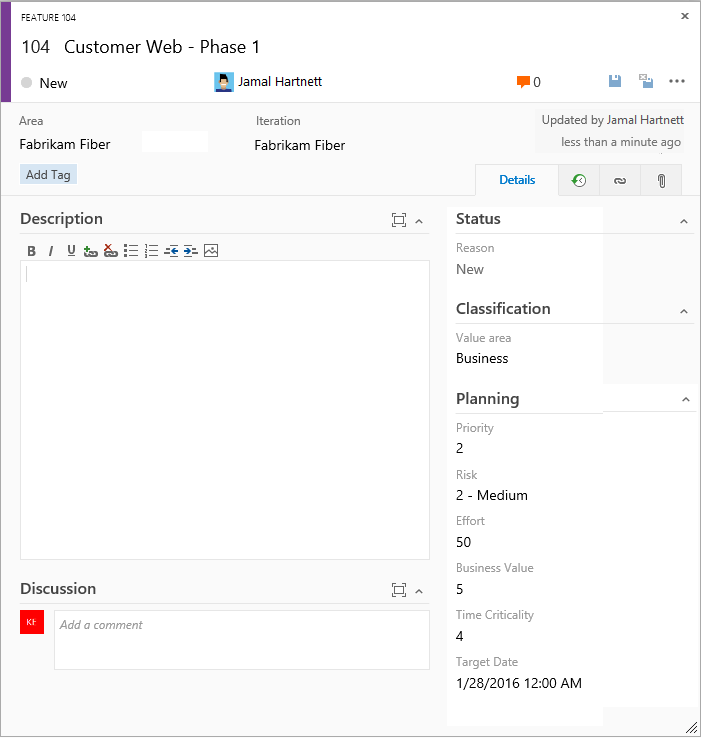 FEATURE 104
104 Customer Web - Phase 1
New
Jamal Hartnett
0
Area
Iteration
Updated by Jamal Hartnett
Fabrikam Fiber
Fabrikam Fiber
less than a minute ago
Add Tag
Details
Description
B I U
Discussion
KF
Add a comment
Status
Reason
New
Classification
Value area
Business
Planning
Priority
2
Risk
2 - Medium
Effort
50
Business Value
5
Time Criticality
4
Target Date
1/28/2016 12:00 AM